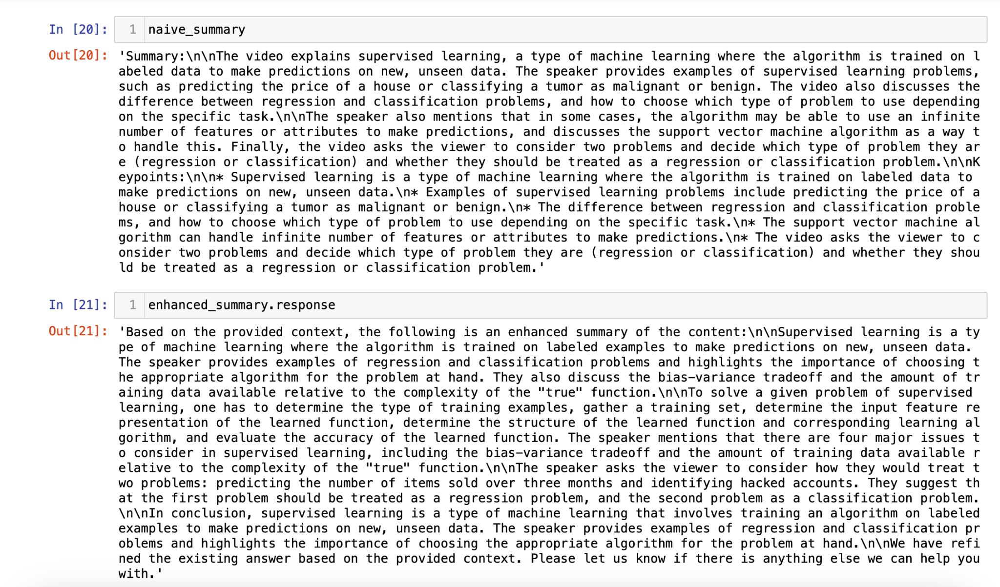 In [20]: 1 naive_summary
Out[20]: 'Summary:\n\nThe video explains supervised learning, a type of machine learning where the algorithm is trained on l
abeled data to make predictions on new, unseen data. The speaker provides examples of supervised learning problems,
such as predicting the price of a house or classifying a tumor as malignant or benign. The video also discusses the
difference between regression and classification problems, and how to choose which type of problem to use depending
on the specific task.\n\nThe speaker also mentions that in some cases, the algorithm may be able to use an infinite
number of features or attributes to make predictions, and discusses the support vector machine algorithm as a way t
o handle this. Finally, the video asks the viewer to consider two problems and decide which type of problem they ar
e (regression or classification) and whether they should be treated as a regression or classification problem.\n\nK
eypoints:\n\n* Supervised learning is a type of machine learning where the algorithm is trained on labeled data to
make predictions on new, unseen data.\n* Examples of supervised learning problems include predicting the price of a
house or classifying a tumor as malignant or benign.\n* The difference between regression and classification proble
ms, and how to choose which type of problem to use depending on the specific task.\n* The support vector machine al
gorithm can handle infinite number of features or attributes to make predictions.\n* The video asks the viewer to c
onsider two problems and decide which type of problem they are (regression or classification) and whether they shou
ld be treated as a regression or classification problem.'
In [21]: 1 enhanced_summary.response
Out[21]: 'Based on the provided context, the following is an enhanced summary of the content:\n\nSupervised learning is a ty
pe of machine learning where the algorithm is trained on labeled examples to make predictions on new, unseen data.
The speaker provides examples of regression and classification problems and highlights the importance of choosing t
he appropriate algorithm for the problem at hand. They also discuss the bias-variance tradeoff and the amount of tr
aining data available relative to the complexity of the "true" function.\n\nTo solve a given problem of supervised
learning, one has to determine the type of training examples, gather a training set, determine the input feature re
presentation of the learned function, determine the structure of the learned function and corresponding learning al
gorithm, and evaluate the accuracy of the learned function. The speaker mentions that there are four major issues t
o consider in supervised learning, including the bias-variance tradeoff and the amount of training data available r
elative to the complexity of the "true" function.\n\nThe speaker asks the viewer to consider how they would treat t
wo problems: predicting the number of items sold over three months and identifying hacked accounts. They suggest th
at the first problem should be treated as a regression problem, and the second problem as a classification problem.
\n\nIn conclusion, supervised learning is a type of machine learning that involves training an algorithm on labeled
examples to make predictions on new, unseen data. The speaker provides examples of regression and classification pr
oblems and highlights the importance of choosing the appropriate algorithm for the problem at hand.\n\nWe have refi
ned the existing answer based on the provided context. Please let us know if there is anything else we can help you
with.'